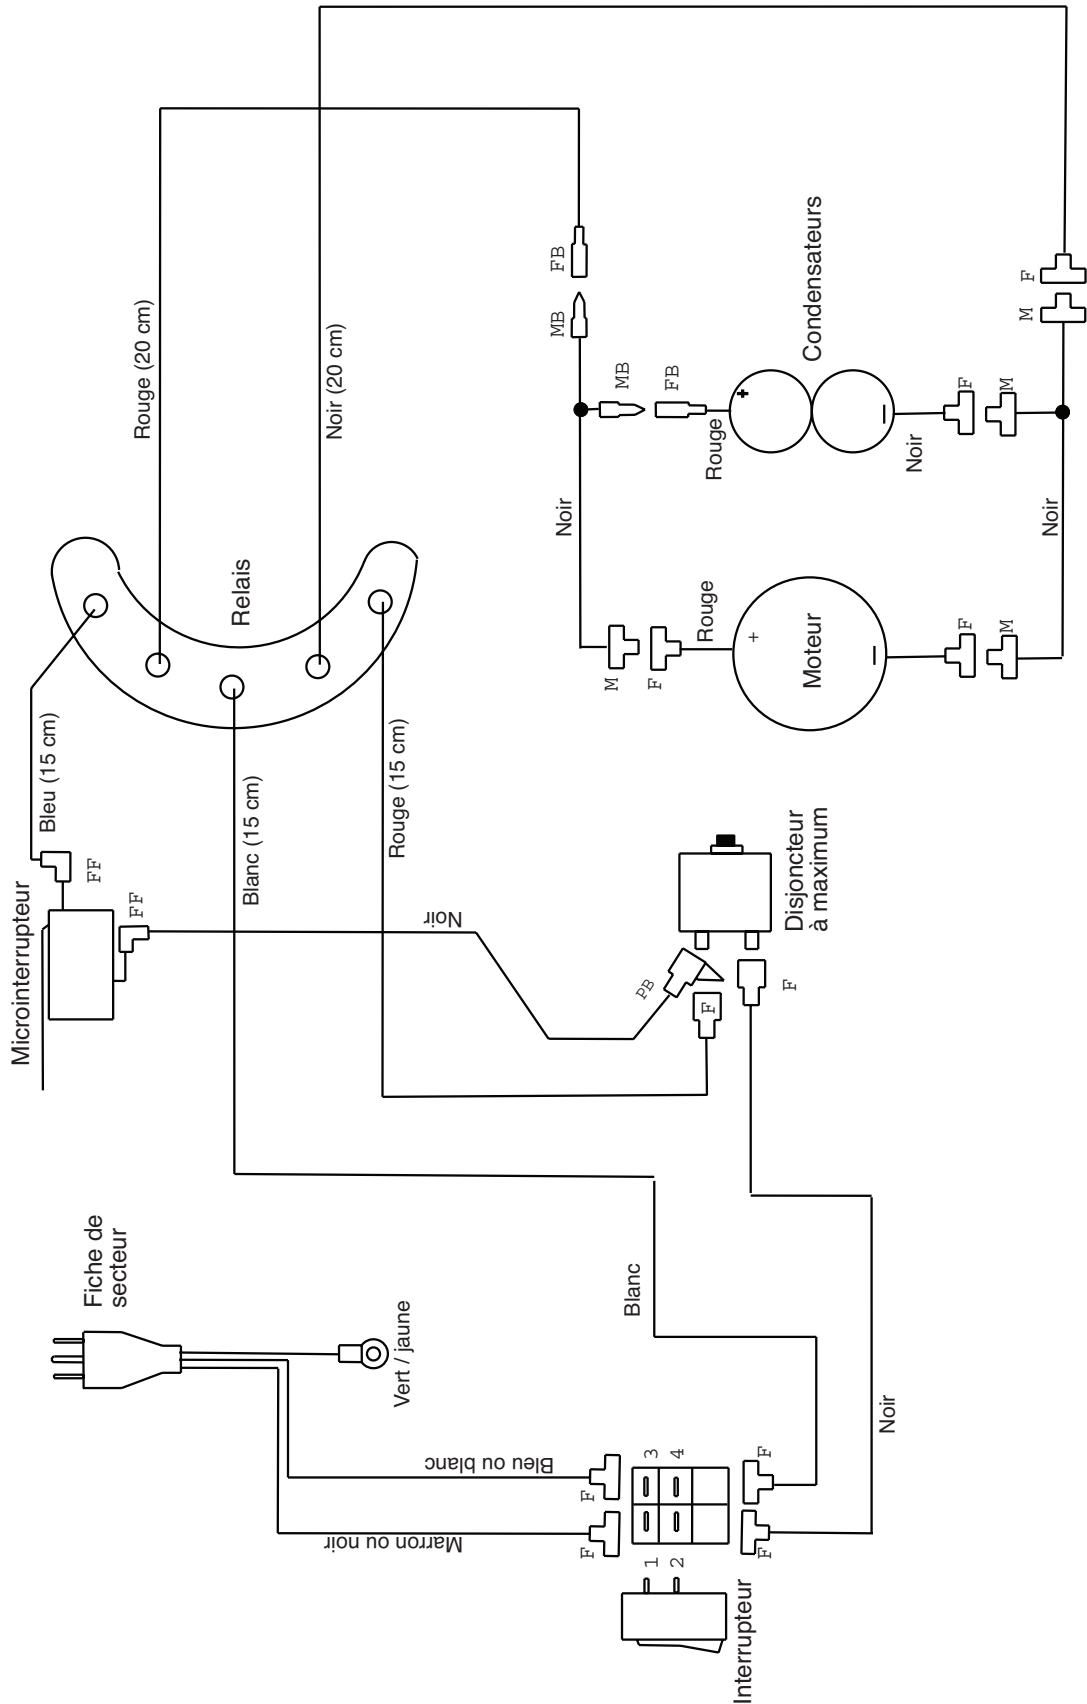 Microinterrupteur
FF
FF
Bleu (15 cm)
Rouge (20 cm)
Noir (20 cm)
Relais
Blanc (15 cm)
Rouge (15 cm)
Noir
FB
MB
MB
FB
Rouge
+
Condensateurs
Noir
F
M
M
F
Noir
Noir
M
F
Rouge
+
Moteur
F
M
Disjoncteur
à maximum
PB
F
F
Fiche de
secteur
Vert / jaune
Bleu ou blanc
Marron ou noir
F
F
1
2
3
4
F
F
Blanc
Noir
Interrupteur